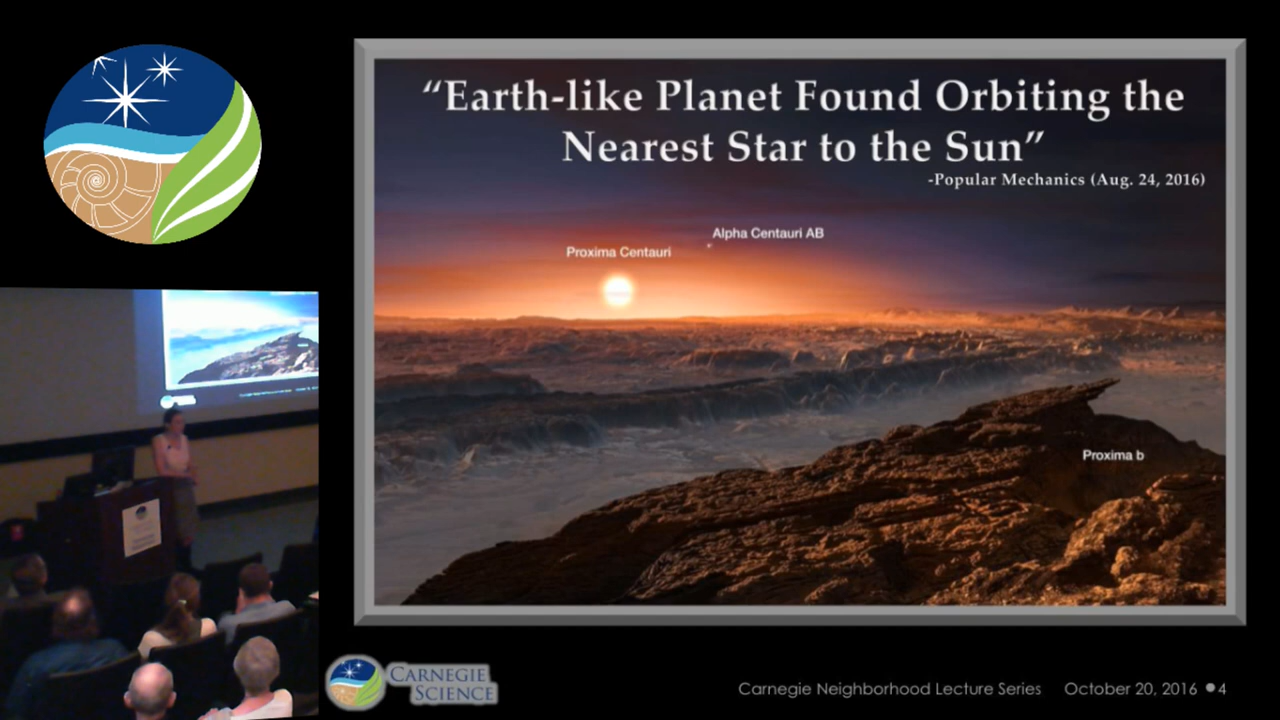 “Earth-like Planet Found Orbiting the
Nearest Star to the Sun”
-Popular Mechanics (Aug. 24, 2016)
Alpha Centauri AB
Proxima Centauri
Proxima b
CARNEGIE
SCIENCE
Carnegie Neighborhood Lecture Series October 20, 2016 •4